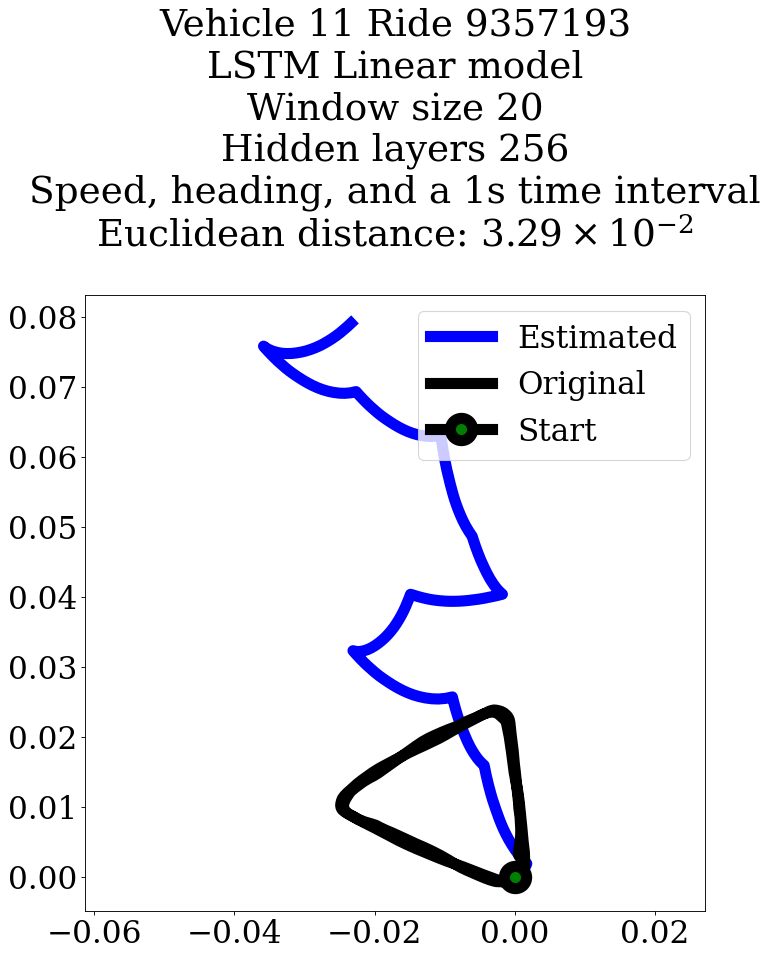 Vehicle 11 Ride 9357193
LSTM Linear model
Window size 20
Hidden layers 256
Speed, heading, and a 1s time interval
Euclidean distance: 3.29 × 10⁻²
Estimated
Original
Start
0.08
0.07
0.06
0.05
0.04
0.03
0.02
0.01
0.00
−0.06 −0.04 −0.02 0.00 0.02